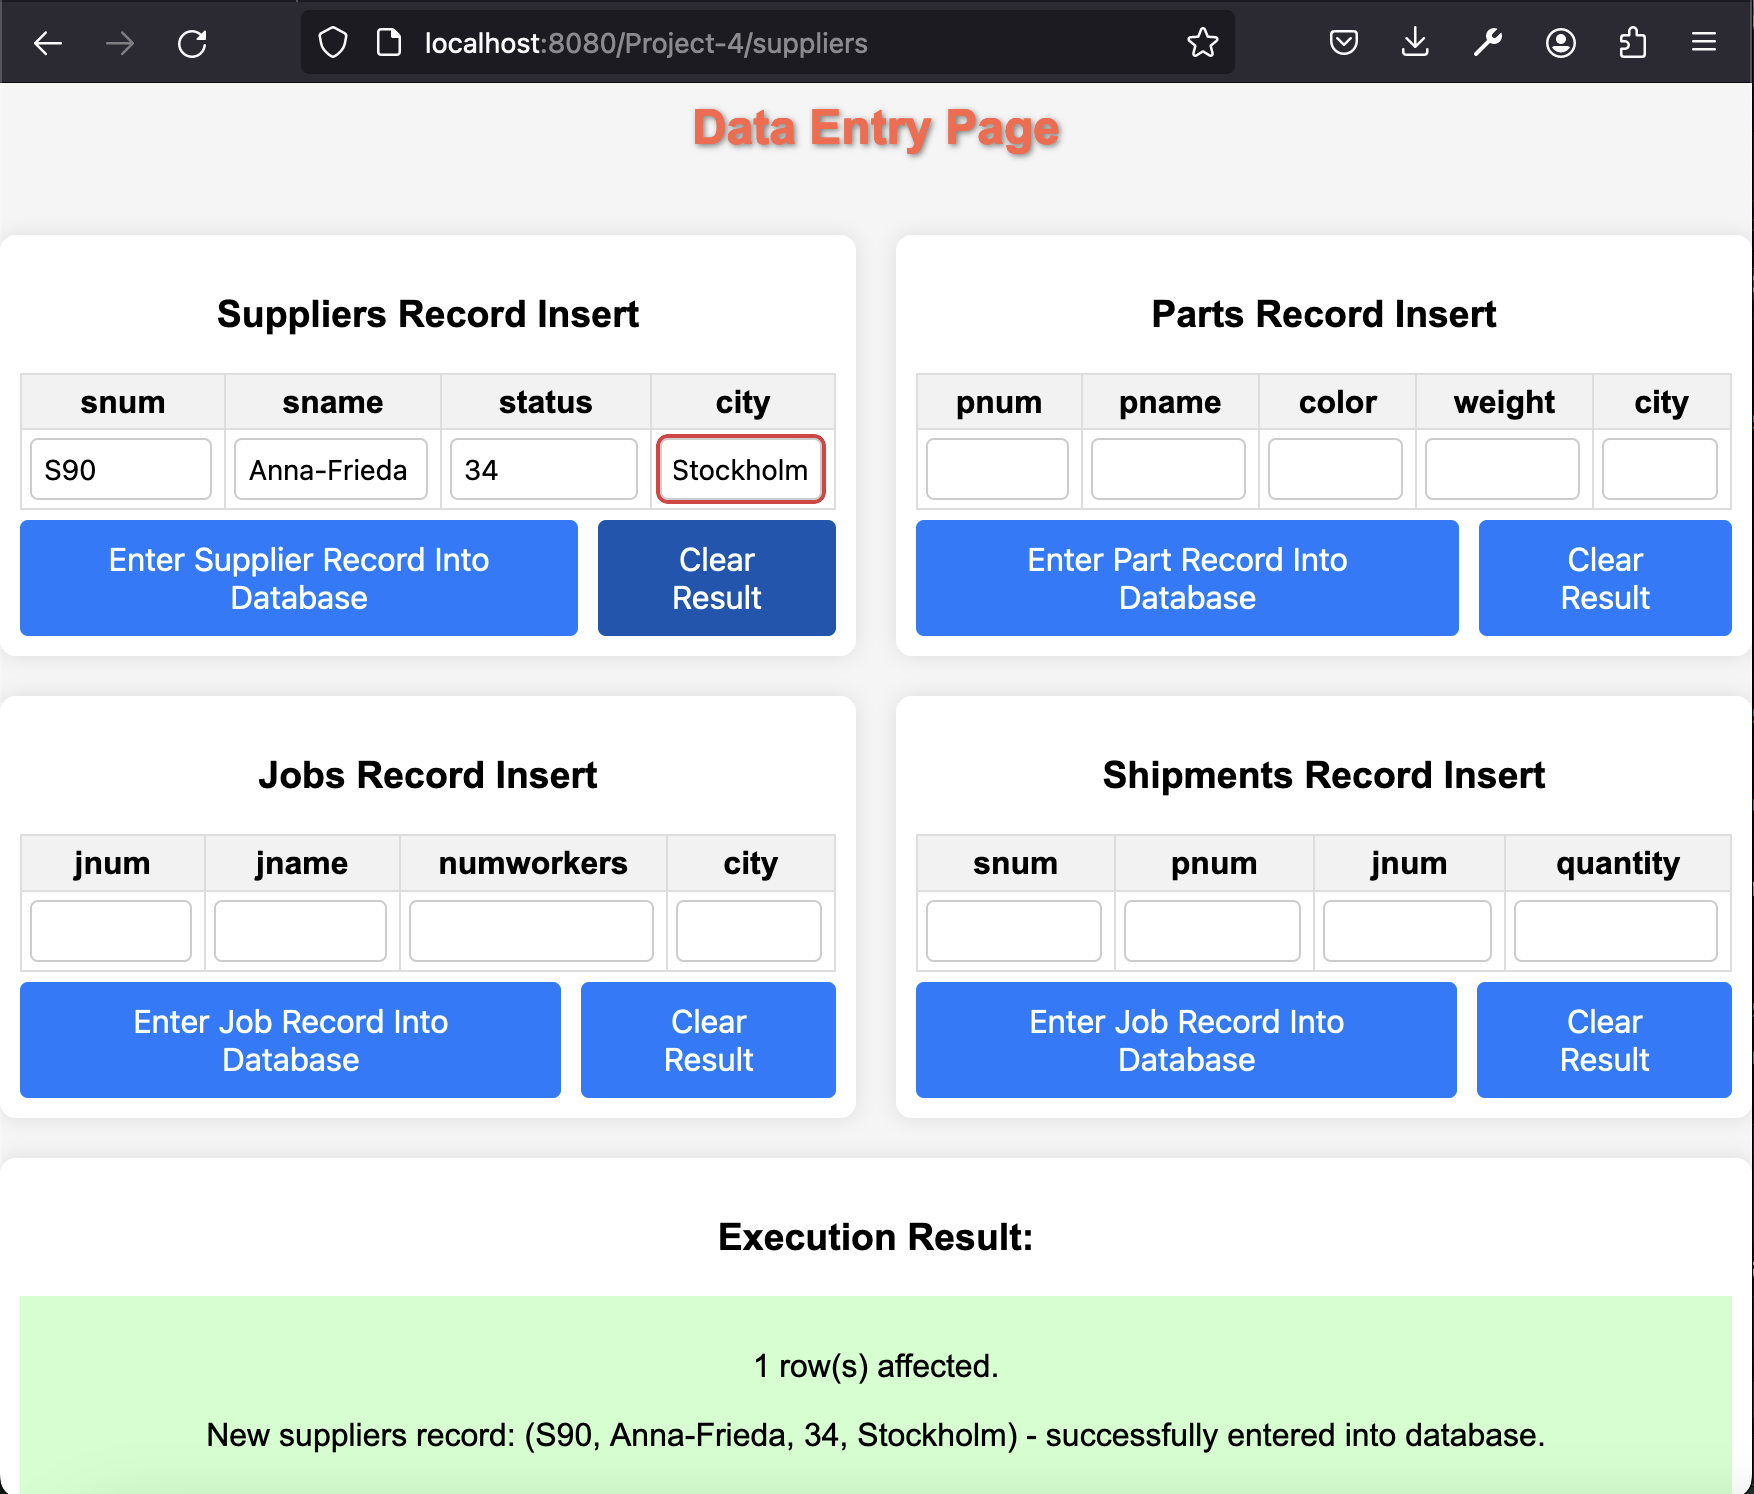 localhost:8080/Project-4/suppliers
Data Entry Page
Suppliers Record Insert
snum sname status city
S90 Anna-Frieda 34 Stockholm
Enter Supplier Record Into
Database
Clear
Result
Parts Record Insert
pnum pname color weight city
Enter Part Record Into
Database
Clear
Result
Jobs Record Insert
jnum jname numworkers city
Enter Job Record Into
Database
Clear
Result
Shipments Record Insert
snum pnum jnum quantity
Enter Job Record Into
Database
Clear
Result
Execution Result:
1 row(s) affected.
New suppliers record: (S90, Anna-Frieda, 34, Stockholm) - successfully entered into database.